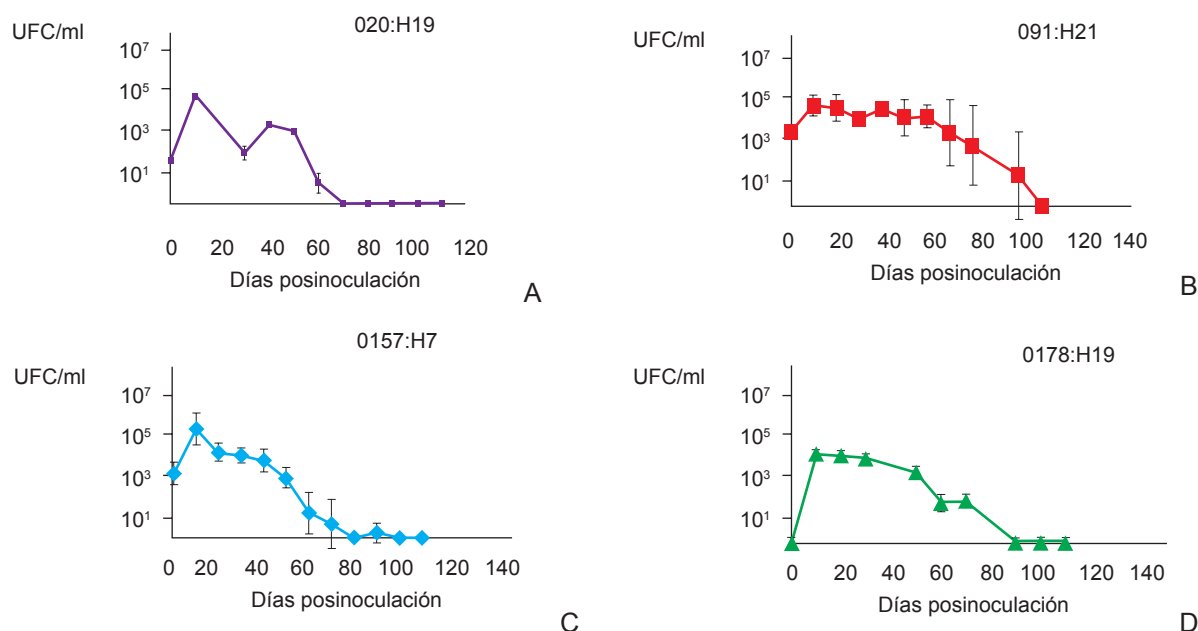 020:H19
UFC/ml
10⁷
10⁵
10³
10¹
0 20 40 60 80 100 120
Días posinoculación
A
091:H21
UFC/ml
10⁷
10⁵
10³
10¹
0 20 40 60 80 100 120 140
Días posinoculación
B
0157:H7
UFC/ml
10⁷
10⁵
10³
10¹
0 20 40 60 80 100 120 140
Días posinoculación
C
0178:H19
UFC/ml
10⁷
10⁵
10³
10¹
0 20 40 60 80 100 120 140
Días posinoculación
D